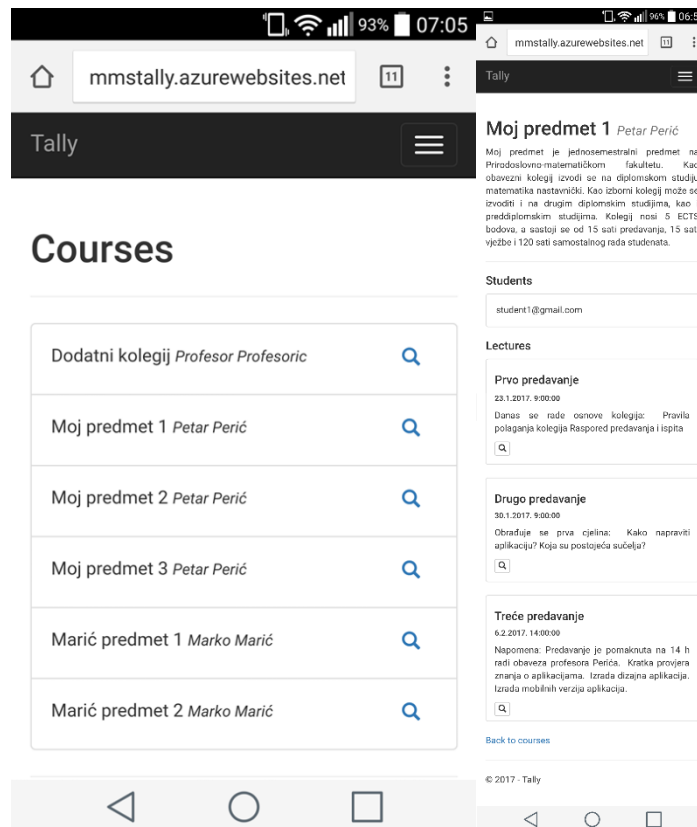 93% 07:05
mmstally.azurewebsites.net 11
Tally
Courses
Dodatni kolegij Profesor Profesoric
Moj predmet 1 Petar Perić
Moj predmet 2 Petar Perić
Moj predmet 3 Petar Perić
Marić predmet 1 Marko Marić
Marić predmet 2 Marko Marić
96%
mmstally.azurewebsites.net 11
Tally
Moj predmet 1 Petar Perić
Moj predmet je jednosemestralni predmet na
Prirodoslovno-matematičkom fakultetu. Kao
obavezni kolegij izvodi se na diplomskom studiju
matematika nastavnički. Kao izborni kolegij može se
izvoditi i na drugim diplomskim studijima, kao
preddiplomskim studijima. Kolegij nosi 5 ECTS
bodova, a sastoji se od 15 sati predavanja, 15 sati
vježbe i 120 sati samostalnog rada studenata.
Students
student1@gmail.com
Lectures
Prvo predavanje
23.1.2017. 9:00:00
Danas se rade osnove kolegija: Pravila
polaganja kolegija Raspored predavanja i ispita
Drugo predavanje
30.1.2017. 9:00:00
Obrađuje se prva cjelina: Kako napraviti
aplikaciju? Koja su postojeća sučelja?
Treće predavanje
6.2.2017. 14:00:00
Napomena: Predavanje je pomaknuta na 14 h
radi obaveza profesora Perića. Kratka provjera
znanja o aplikacijama. Izrada dizajna aplikacija.
Izrada mobilnih verzija aplikacija.
Back to courses
© 2017 - Tally